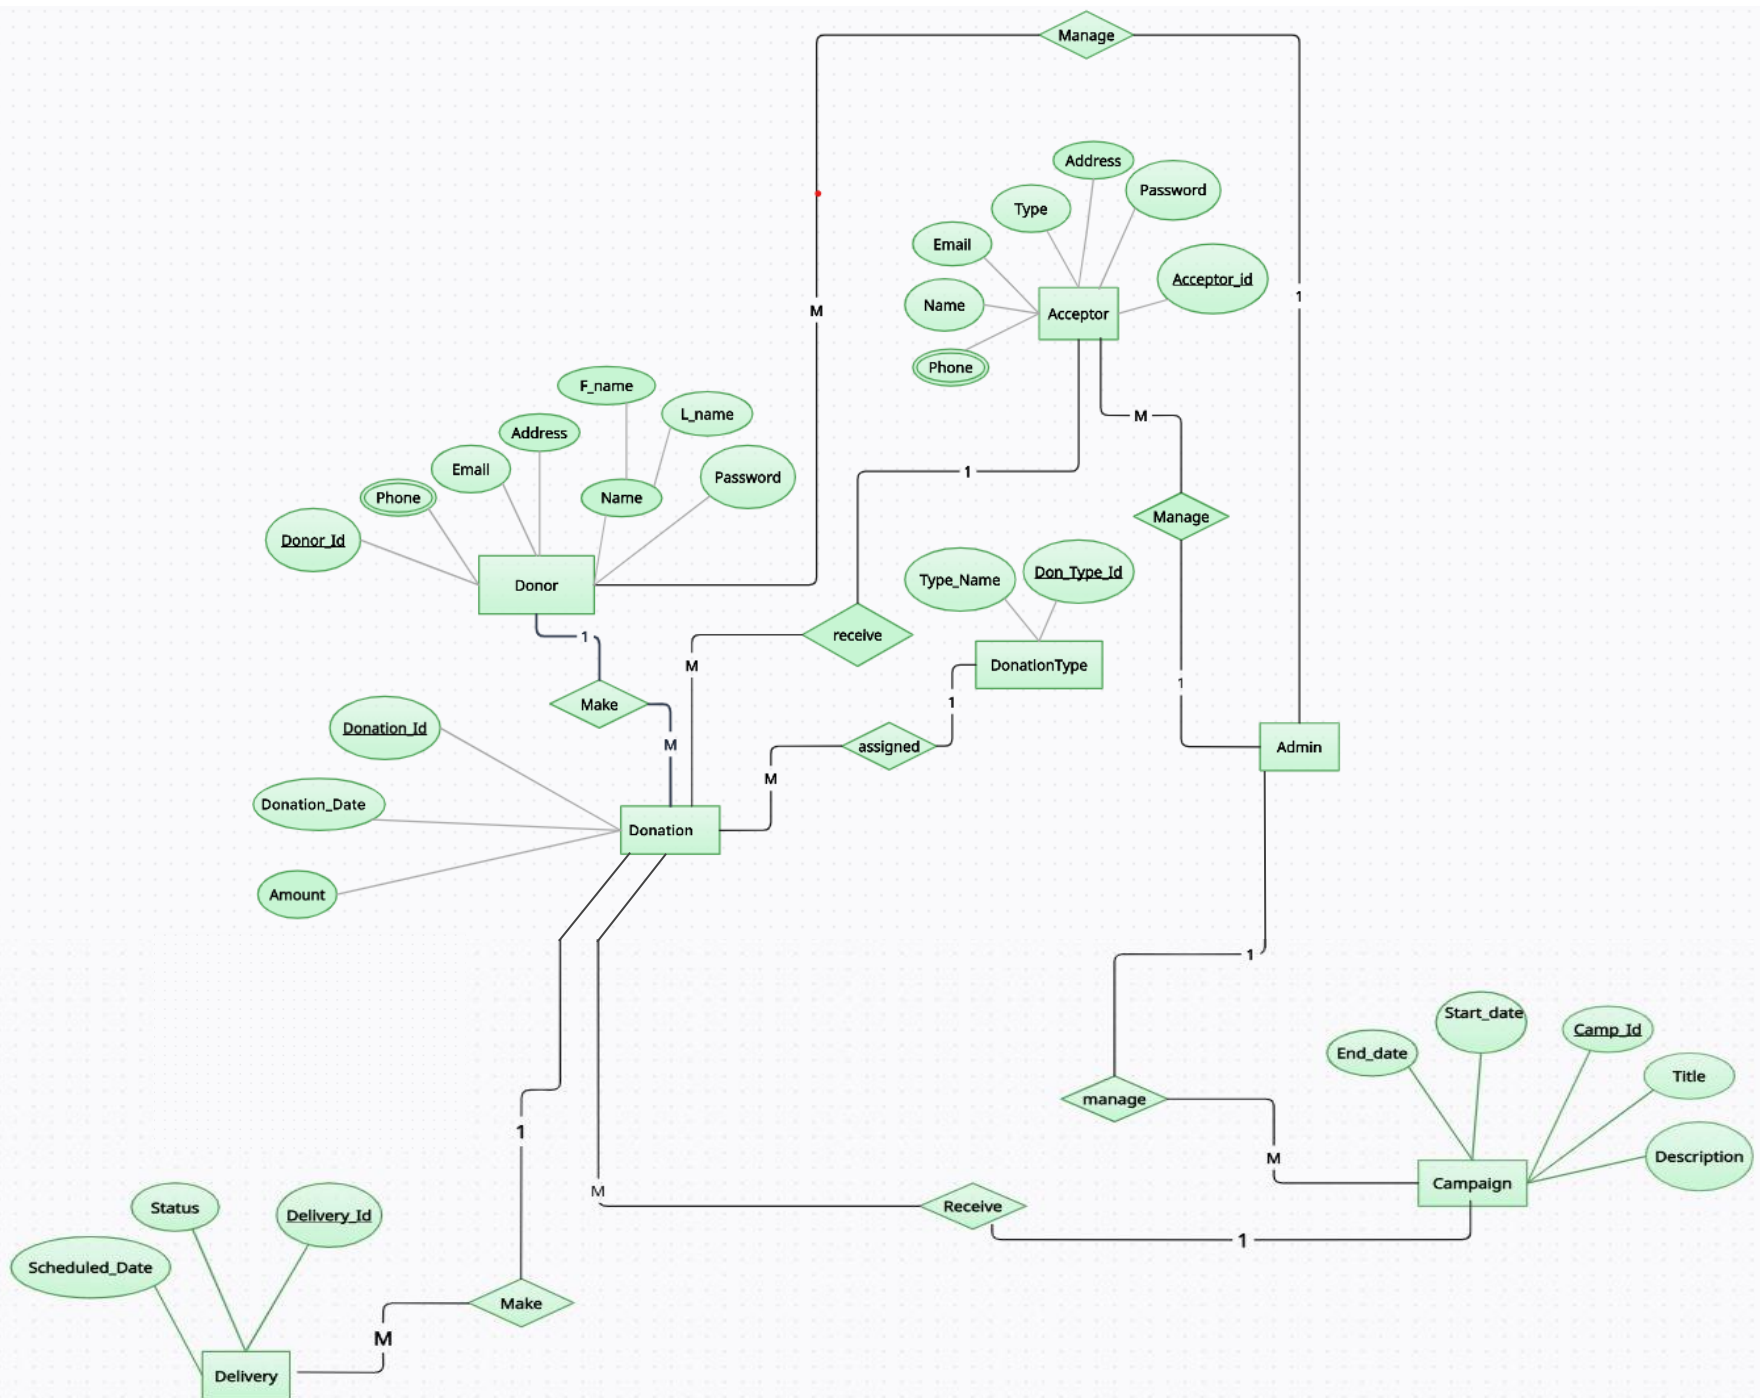 Manage
Address
Password
Type
Email
Acceptor_id
1
Name
M
Acceptor
Phone
F_name
L_name
M
Address
Email
1
Password
Phone
Name
Manage
Donor_Id
Type_Name
Don_Type_Id
Donor
1
receive
M
DonationType
1
1
Make
Donation_Id
M
assigned
Admin
M
Donation_Date
Donation
Amount
1
Start_date
Camp_Id
End_date
Title
manage
1
M
Description
Campaign
M
Status
Delivery_Id
Receive
1
Scheduled_Date
Make
M
Delivery